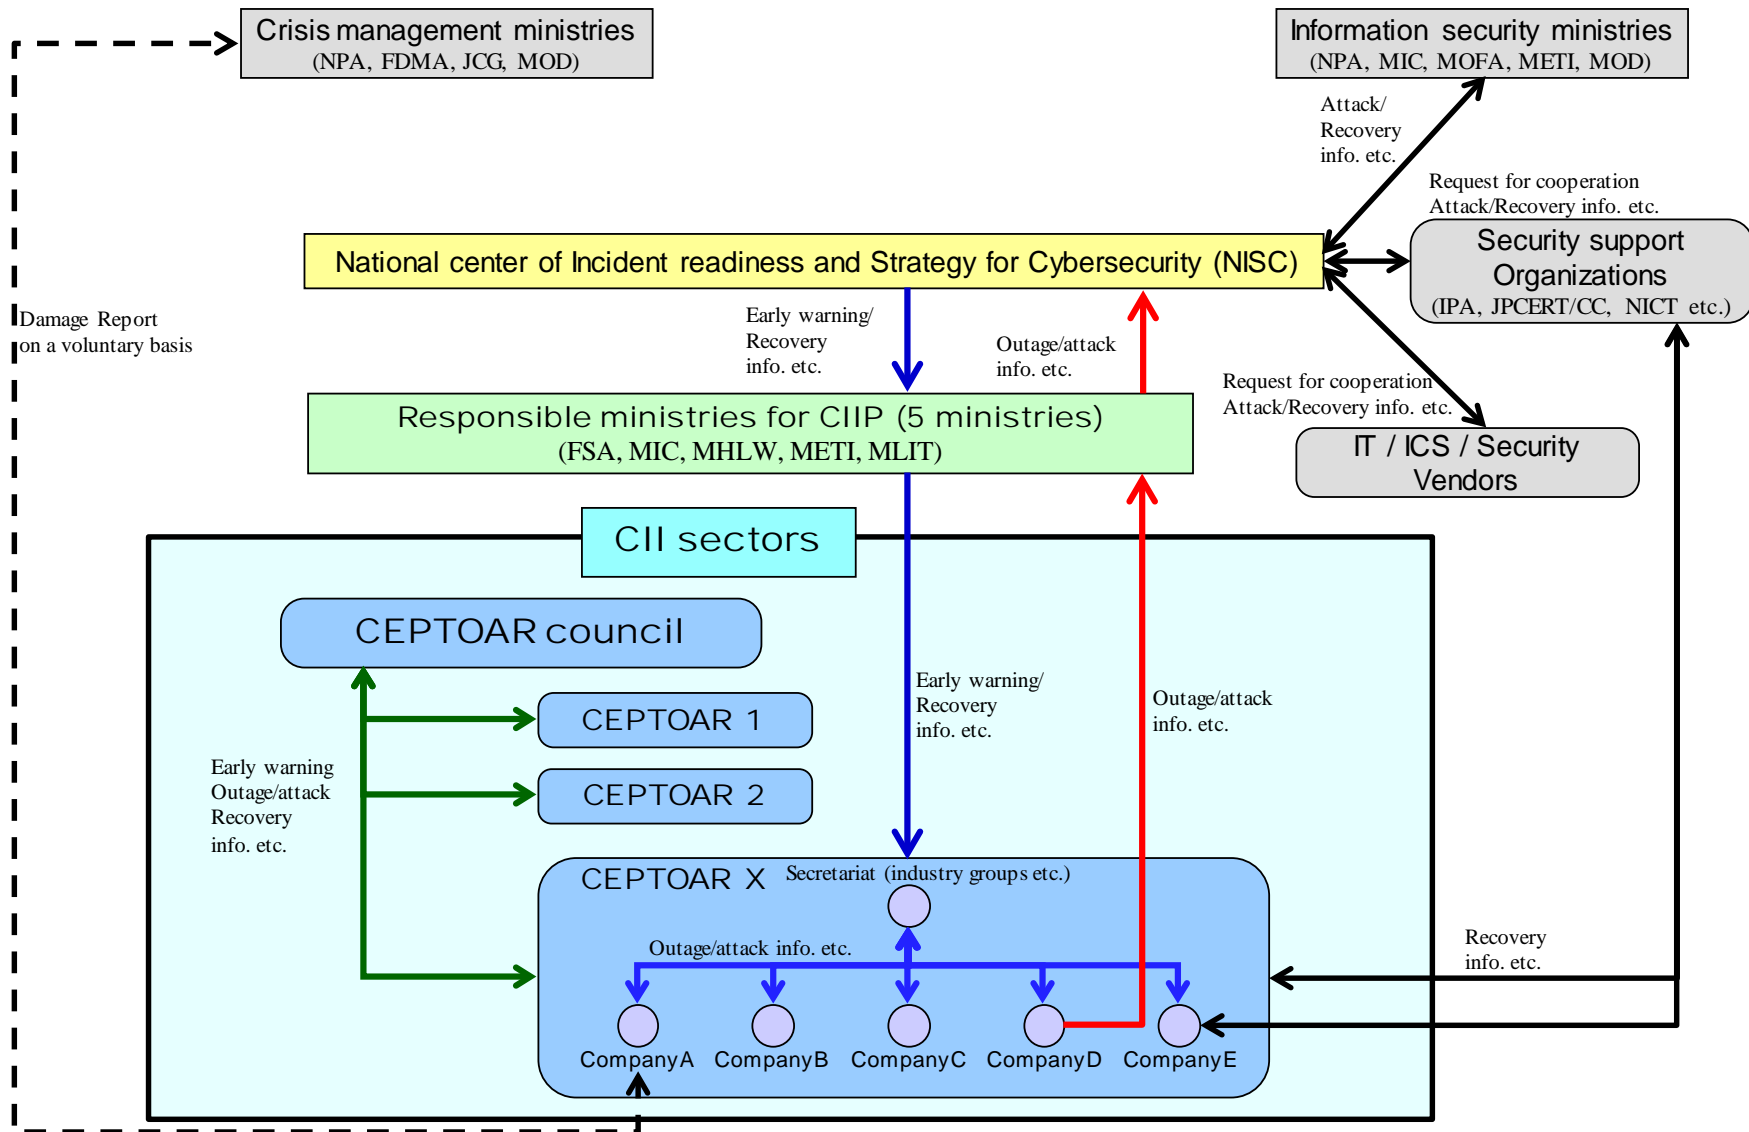 Crisis management ministries
(NPA, FDMA, JCG, MOD)
Information security ministries
(NPA, MIC, MOFA, METI, MOD)
Attack/
Recovery
info. etc.
Request for cooperation
Attack/Recovery info. etc.
National center of Incident readiness and Strategy for Cybersecurity (NISC)
Security support
Organizations
(IPA, JPCERT/CC, NICT etc.)
Damage Report
on a voluntary basis
Early warning/
Recovery
info. etc.
Outage/attack
info. etc.
Request for cooperation
Attack/Recovery info. etc.
Responsible ministries for CIIP (5 ministries)
(FSA, MIC, MHLW, METI, MLIT)
IT / ICS / Security
Vendors
CII sectors
CEPTOAR council
CEPTOAR 1
CEPTOAR 2
Early warning/
Recovery
info. etc.
Outage/attack
info. etc.
Early warning
Outage/attack
Recovery
info. etc.
CEPTOAR X
Secretariat (industry groups etc.)
Outage/attack info. etc.
Recovery
info. etc.
CompanyA
CompanyB
CompanyC
CompanyD
CompanyE